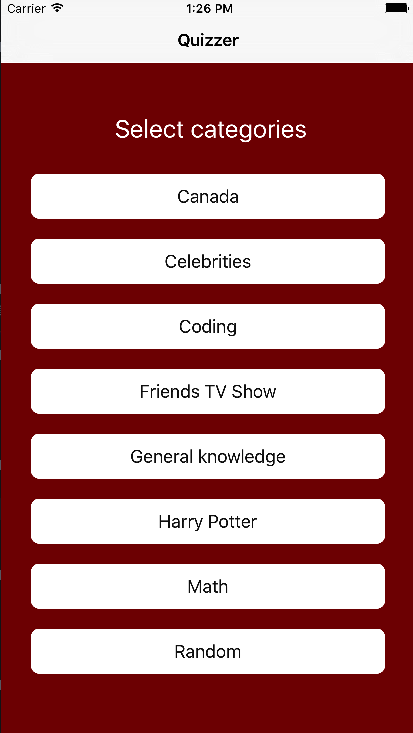 Carrier 1:26 PM
Quizzer
Select categories
Canada
Celebrities
Coding
Friends TV Show
General knowledge
Harry Potter
Math
Random